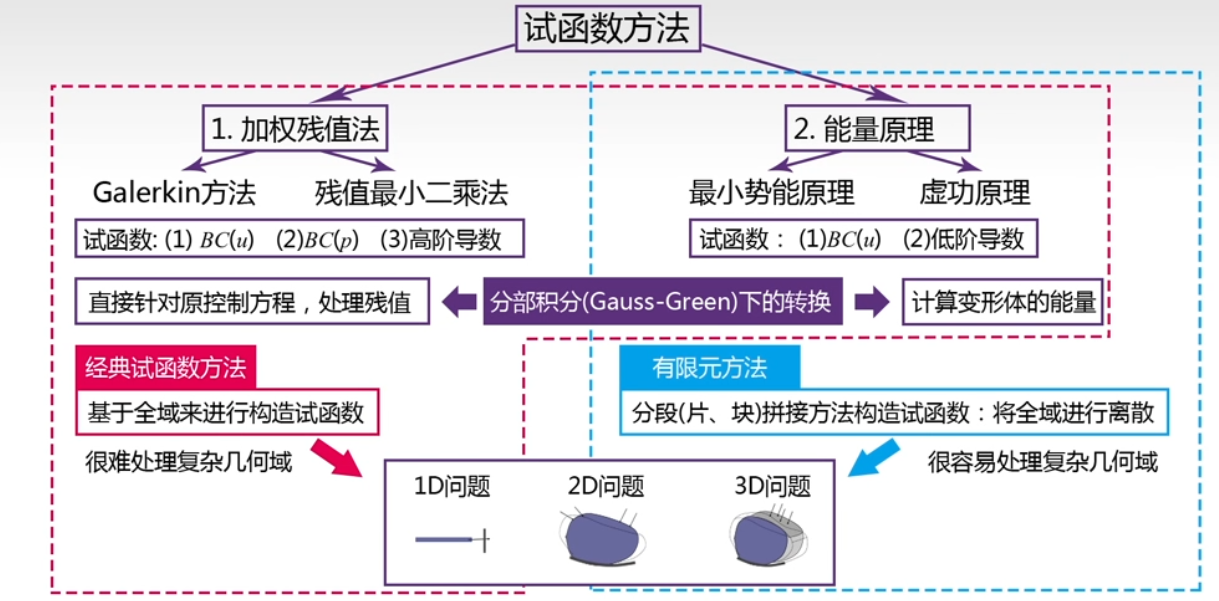 试函数方法
1. 加权残值法
2. 能量原理
Galerkin方法
残值最小二乘法
最小势能原理
虚功原理
试函数: (1) BC(u) (2)BC(p) (3)高阶导数
试函数： (1)BC(u) (2)低阶导数
直接针对原控制方程，处理残值
分部积分(Gauss-Green)下的转换
计算变形体的能量
经典试函数方法
有限元方法
基于全域来进行构造试函数
分段(片、块)拼接方法构造试函数：将全域进行离散
很难处理复杂几何域
很容易处理复杂几何域
1D问题
2D问题
3D问题